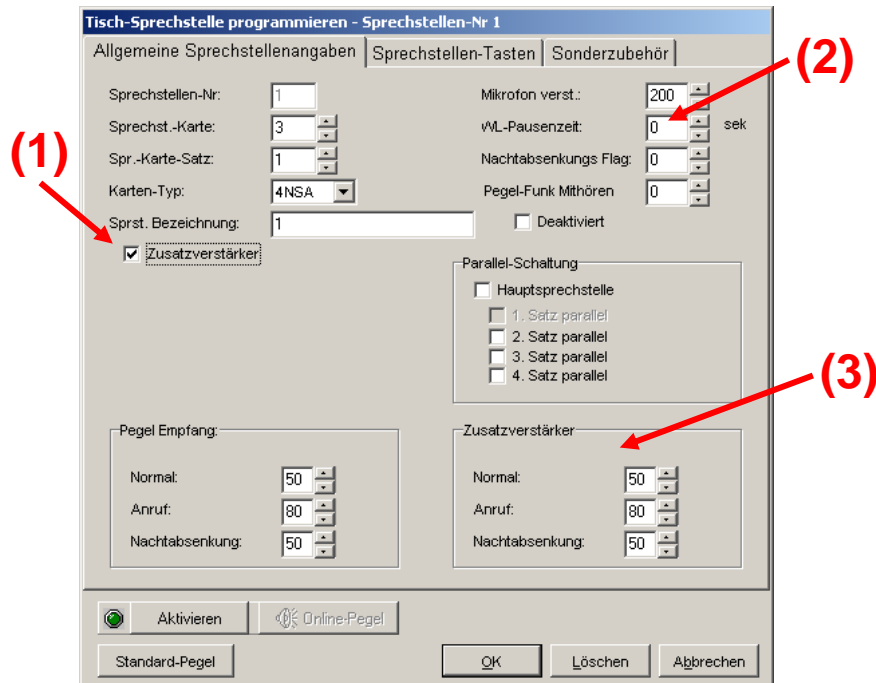 Tisch-Sprechstelle programmieren - Sprechstellen-Nr 1
Allgemeine Sprechstellenangaben
Sprechstellen-Tasten
Sonderzubehör
(2)
Sprechstellen-Nr: 1
Mikrofon verst.: 200
Sprechst.-Karte: 3
WL-Pausenzeit: 0 sek
(1)
Spr.-Karte-Satz: 1
Nachtabsenkungs Flag: 0
Karten-Typ: 4NSA
Pegel-Funk Mithören 0
Sprst. Bezeichnung: 1
Deaktiviert
Zusatzverstärker
Parallel-Schaltung
Hauptsprechstelle
1. Satz parallel
2. Satz parallel
3. Satz parallel
4. Satz parallel
(3)
Pegel Empfang:
Normal: 50
Anruf: 80
Nachtabsenkung: 50
Zusatzverstärker
Normal: 50
Anruf: 80
Nachtabsenkung: 50
Aktivieren
Online-Pegel
Standard-Pegel
OK
Löschen
Abbrechen